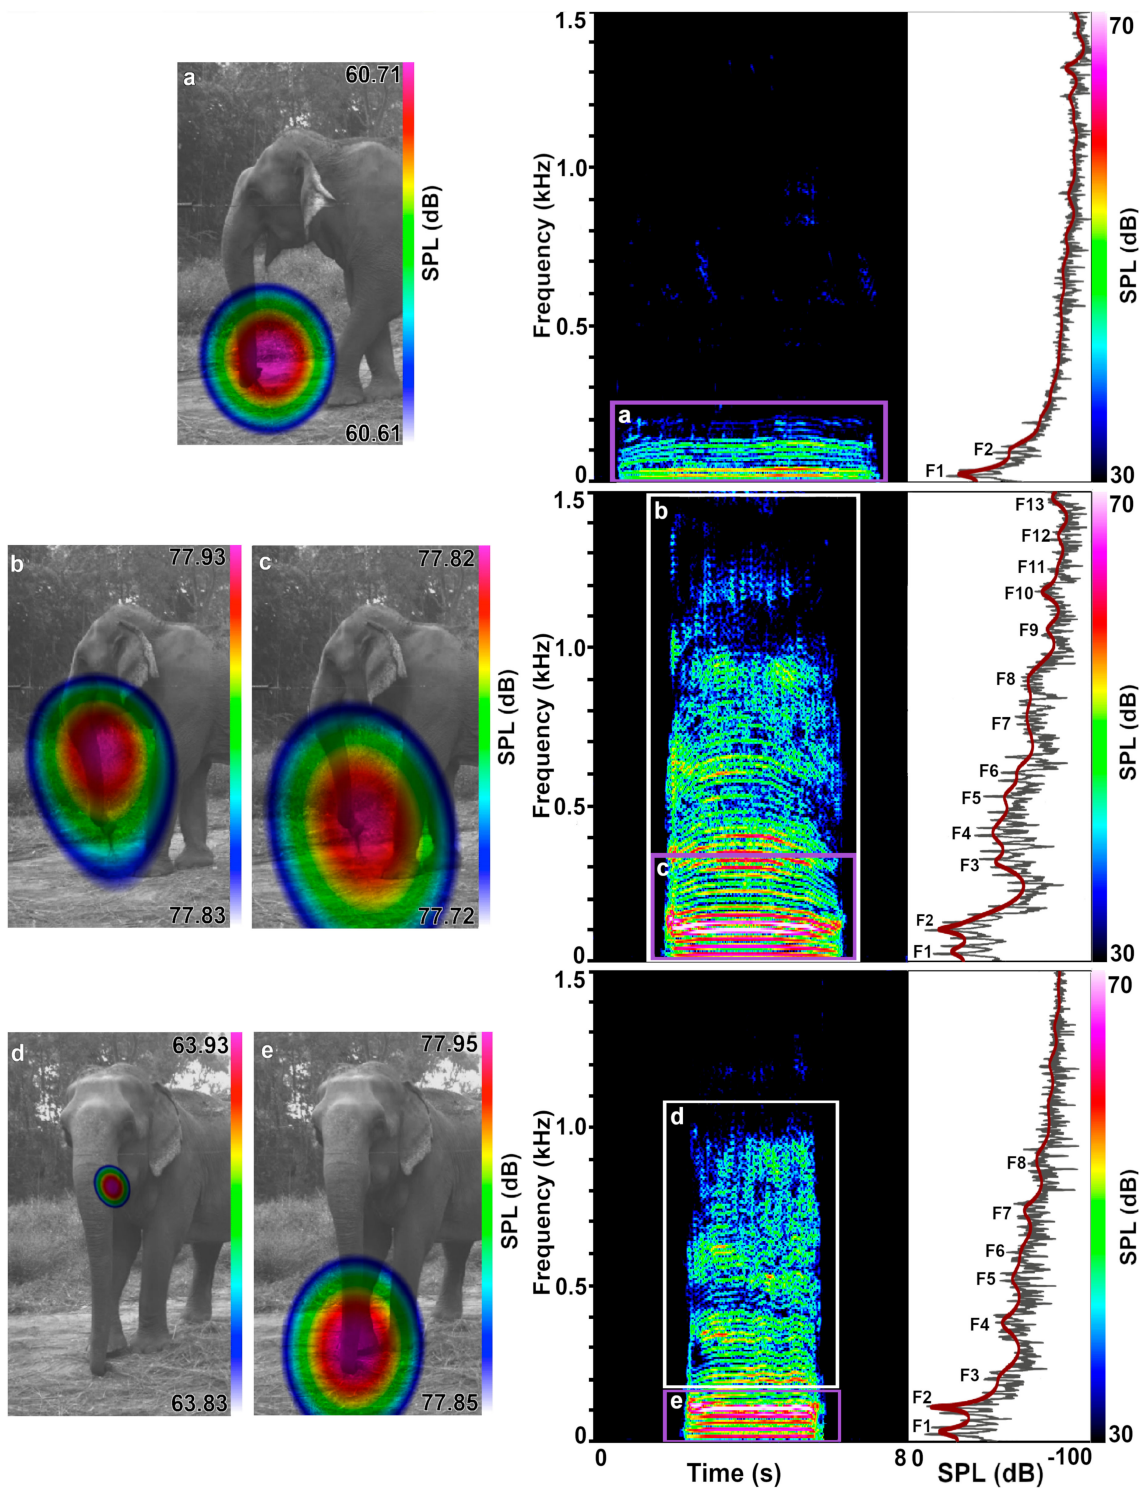 a
60.71
SPL (dB)
60.61
1.5
1.0
0.5
0
Frequency (kHz)
a
F2
F1
70
SPL (dB)
30
b
77.93
77.83
c
77.82
77.72
SPL (dB)
1.5
1.0
0.5
0
Frequency (kHz)
b
c
F13
F12
F11
F10
F9
F8
F7
F6
F5
F4
F3
F2
F1
70
SPL (dB)
30
d
63.93
63.83
e
77.95
77.85
SPL (dB)
1.5
1.0
0.5
0
Frequency (kHz)
d
e
F8
F7
F6
F5
F4
F3
F2
F1
70
SPL (dB)
30
0 8 0 -100
Time (s) SPL (dB)